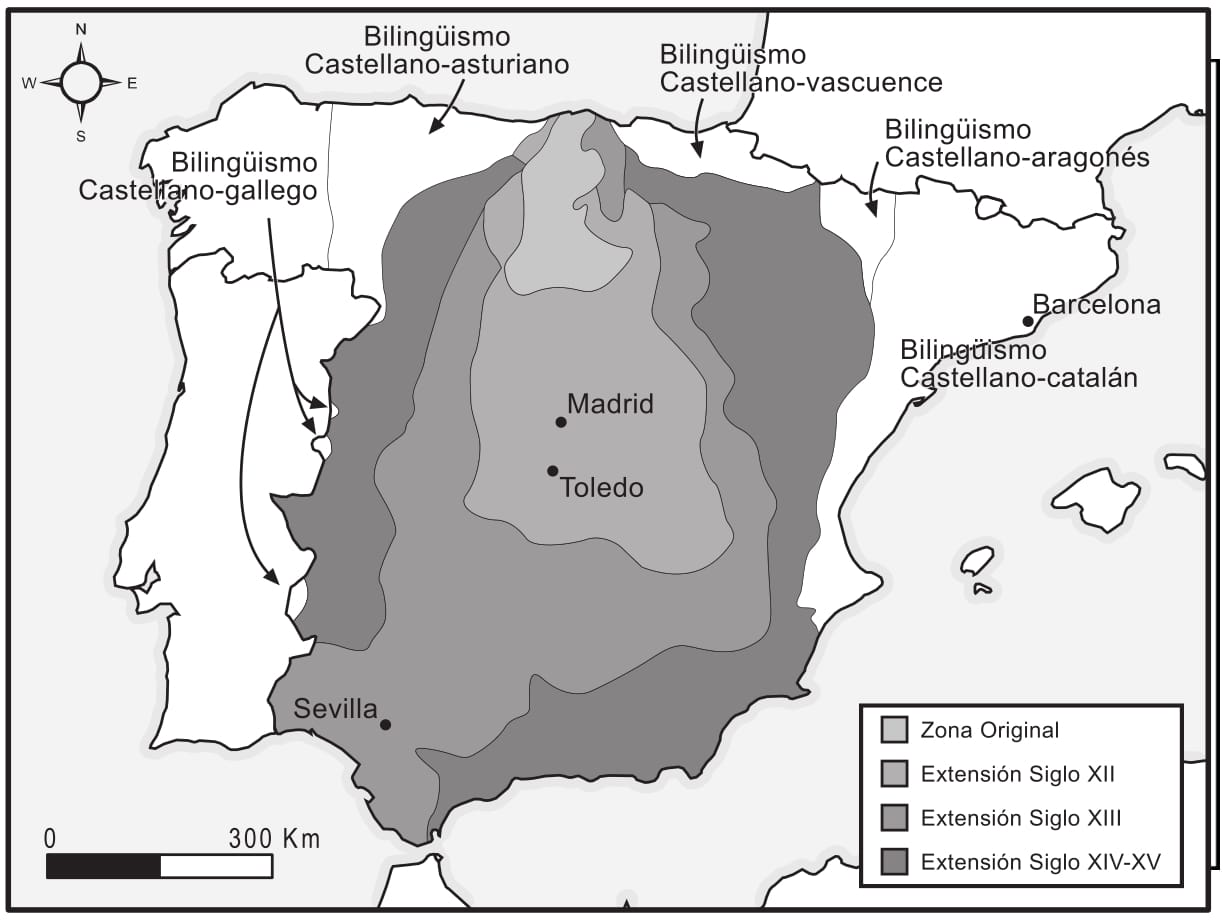 N
W
E
S
Bilingüismo
Castellano-asturiano
Bilingüismo
Castellano-vascuence
Bilingüismo
Castellano-aragonés
Bilingüismo
Castellano-gallego
Barcelona
Bilingüismo
Castellano-catalán
Madrid
Toledo
Sevilla
Zona Original
Extensión Siglo XII
Extensión Siglo XIII
Extensión Siglo XIV-XV
0 300 Km